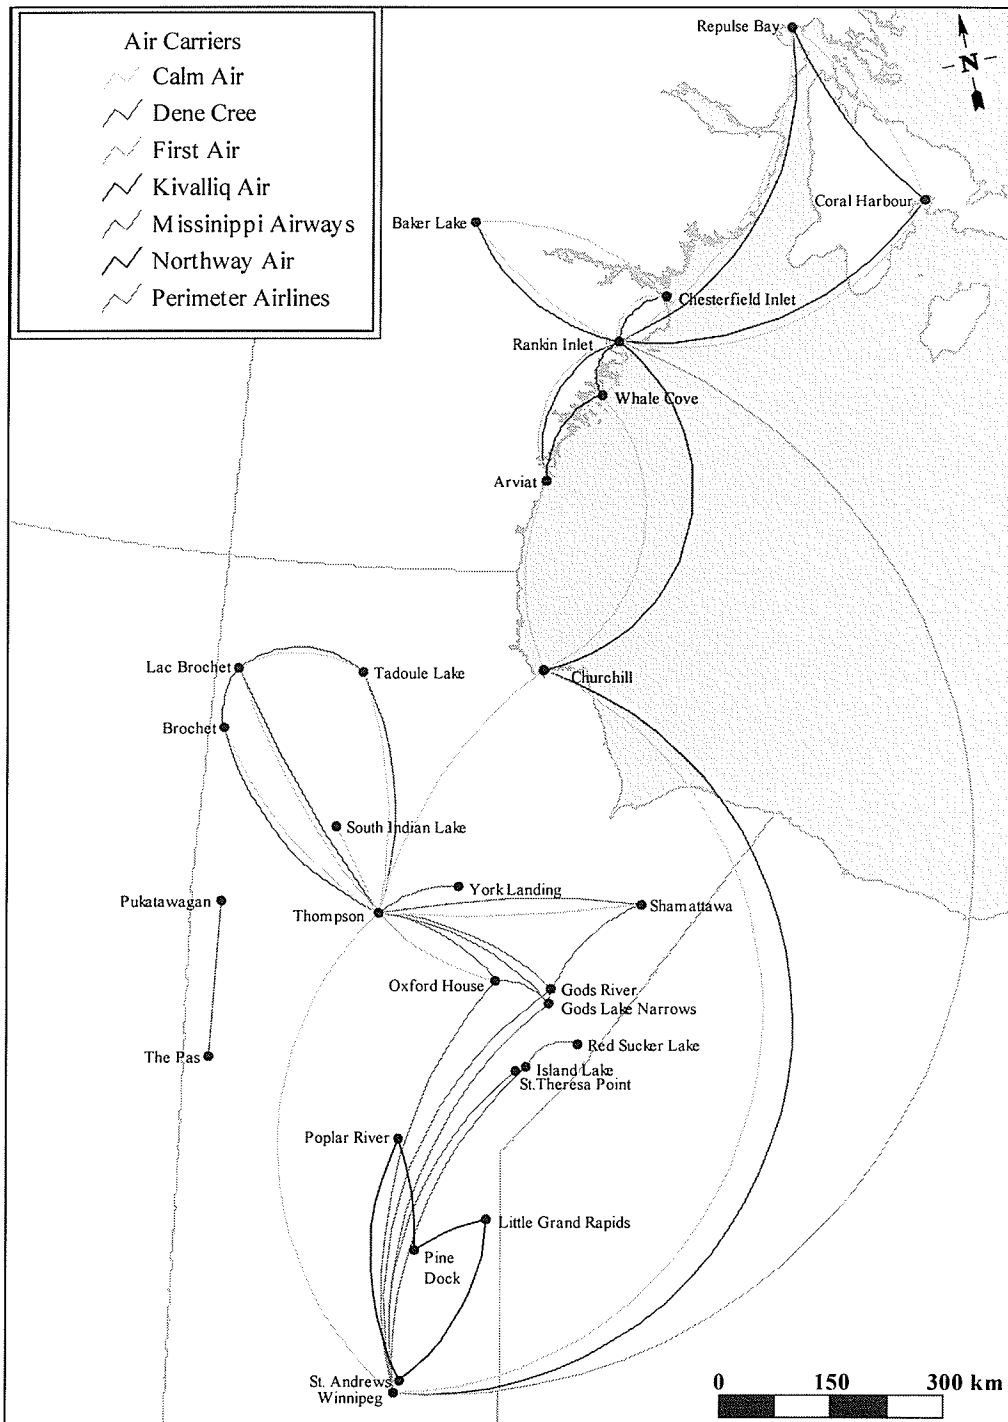 Air Carriers
Calm Air
Dene Cree
First Air
Kivalliq Air
Missinippi Airways
Northway Air
Perimeter Airlines
Repulse Bay
N
Coral Harbour
Baker Lake
Chesterfield Inlet
Rankin Inlet
Whale Cove
Arviat
Lac Brochet
Tadoule Lake
Churchill
Brochet
South Indian Lake
York Landing
Pukatawagan
Shamattawa
Thompson
Oxford House
Gods River
Gods Lake Narrows
Red Sucker Lake
The Pas
Island Lake
St.Theresa Point
Poplar River
Little Grand Rapids
Pine
Dock
St. Andrews
Winnipeg
0 150 300 km